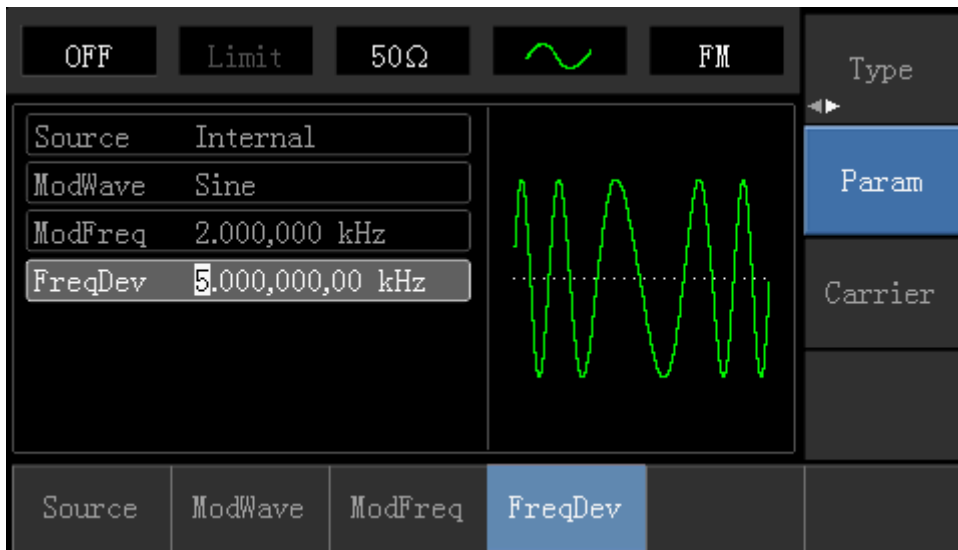 OFF Limit 50Ω FM
Type
Source Internal
ModWave Sine
Param
ModFreq 2.000,000 kHz
FreqDev 5.000,000,00 kHz
Carrier
Source ModWave ModFreq FreqDev